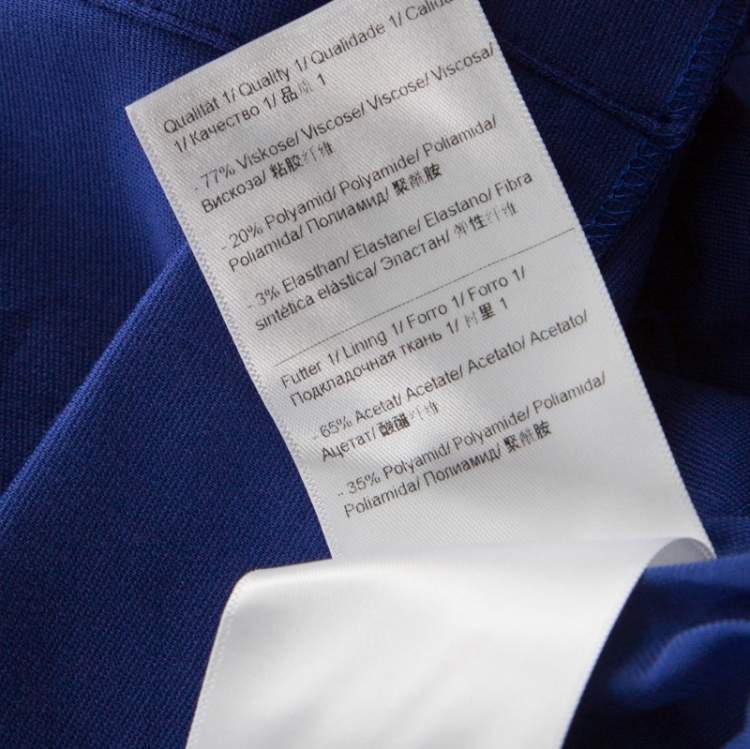 Qualität 1/ Quality 1/ Qualidade 1/ Calida
1/ Качество 1/ 品质 1
- 77% Viskose/ Viscose/ Viscose/ Viscosa/
Вискоза/ 粘胶纤维
- 20% Polyamid/ Polyamide/ Poliamida/
Poliamida/ Полиамид/ 聚酰胺
- 3% Elasthan/ Elastane/ Elastano/ Fibra
sintética elástica/ Эластан/ 弹性纤维
Futter 1/ Lining 1/ Forro 1/ Forro 1/
Подкладочная ткань 1/ 衬里 1
- 65% Acetat/ Acetate/ Acetato/ Acetato/
Ацетат/ 醋酯纤维
- 35% Polyamid/ Polyamide/ Poliamida/
Poliamida/ Полиамид/ 聚酰胺